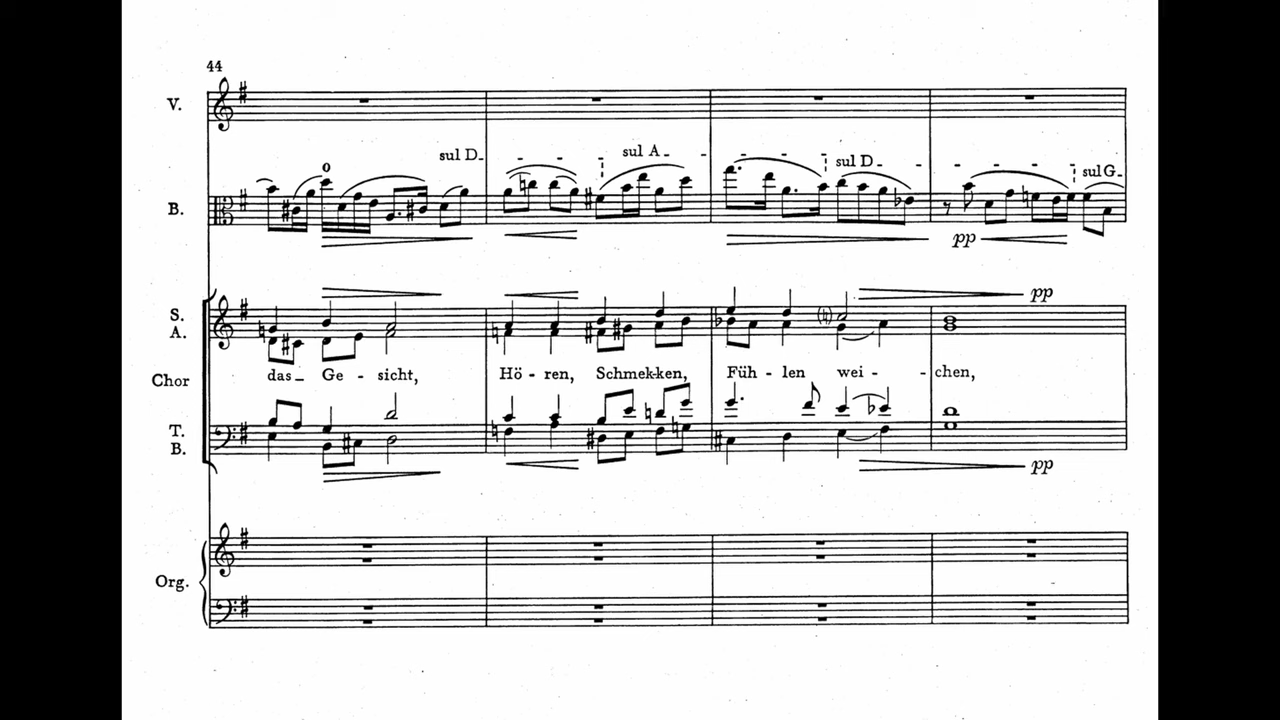 44
V.
sul D
sul A
sul D
sul G
B.
o
pp
pp
S.
A.
Chor
das Ge - sicht, Hö - ren, Schmek-ken, Füh - len wei - chen,
T.
B.
pp
Org.